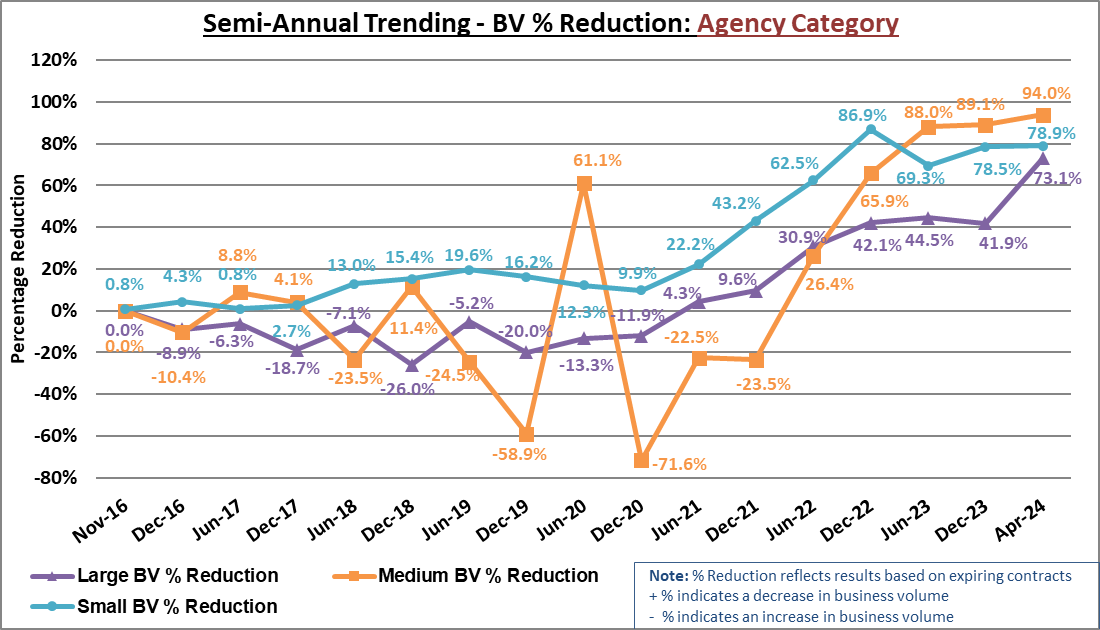 Semi-Annual Trending - BV % Reduction: Agency Category
Percentage Reduction
120%
100%
80%
60%
40%
20%
0%
-20%
-40%
-60%
-80%
0.8%
4.3%
0.8%
2.7%
13.0%
15.4%
19.6%
16.2%
12.3%
9.9%
22.2%
43.2%
62.5%
86.9%
69.3%
78.5%
78.9%
0.0%
-10.4%
8.8%
4.1%
-23.5%
11.4%
-24.5%
-58.9%
61.1%
-71.6%
-22.5%
-23.5%
26.4%
65.9%
88.0%
89.1%
94.0%
0.0%
-8.9%
-6.3%
-18.7%
-7.1%
-26.0%
-5.2%
-20.0%
-13.3%
-11.9%
4.3%
9.6%
30.9%
42.1%
44.5%
41.9%
73.1%
Nov-16
Dec-16
Jun-17
Dec-17
Jun-18
Dec-18
Jun-19
Dec-19
Jun-20
Dec-20
Jun-21
Dec-21
Jun-22
Dec-22
Jun-23
Dec-23
Apr-24
Large BV % Reduction
Medium BV % Reduction
Small BV % Reduction
Note: % Reduction reflects results based on expiring contracts
+ % indicates a decrease in business volume
- % indicates an increase in business volume